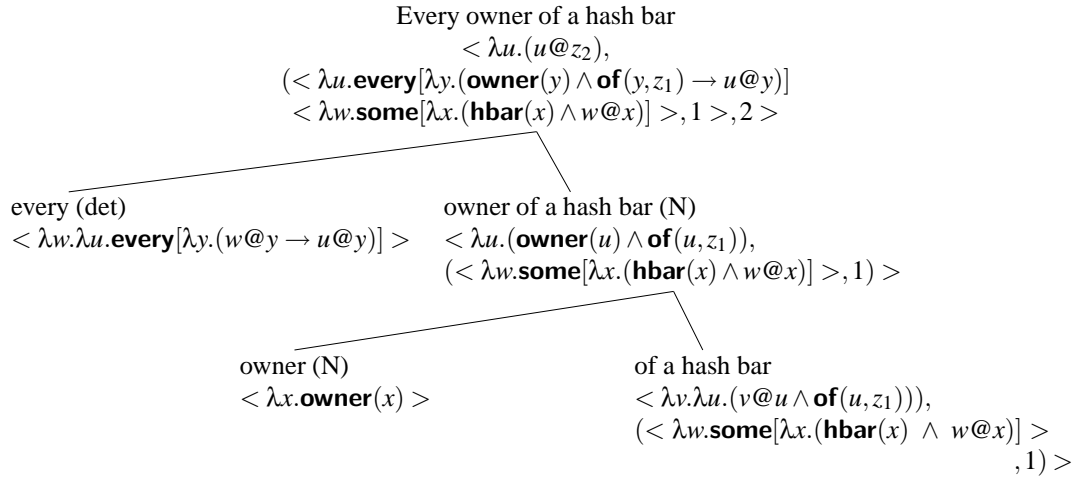 Every owner of a hash bar
< λu.(u@z₂),
(< λu.every[λy.(owner(y) ∧ of(y,z₁) → u@y)]
< λw.some[λx.(hbar(x) ∧ w@x)] >,1 >,2 >
every (det)
< λw.λu.every[λy.(w@y → u@y)] >
owner of a hash bar (N)
< λu.(owner(u) ∧ of(u,z₁)),
(< λw.some[λx.(hbar(x) ∧ w@x)] >,1) >
owner (N)
< λx.owner(x) >
of a hash bar
< λv.λu.(v@u ∧ of(u,z₁))),
(< λw.some[λx.(hbar(x) ∧ w@x)] >
,1) >